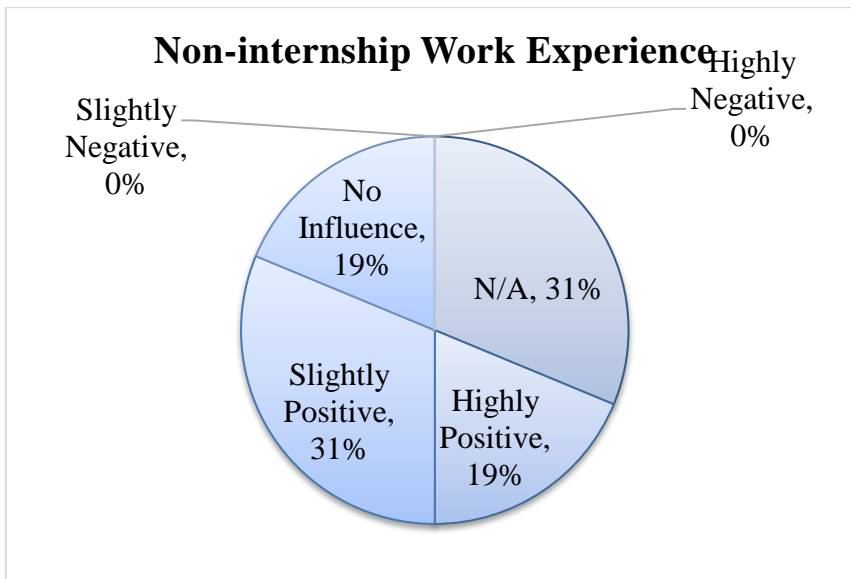 Non-internship Work Experience
Highly
Negative,
0%
Slightly
Negative,
0%
No
Influence,
19%
N/A, 31%
Slightly
Positive,
31%
Highly
Positive,
19%